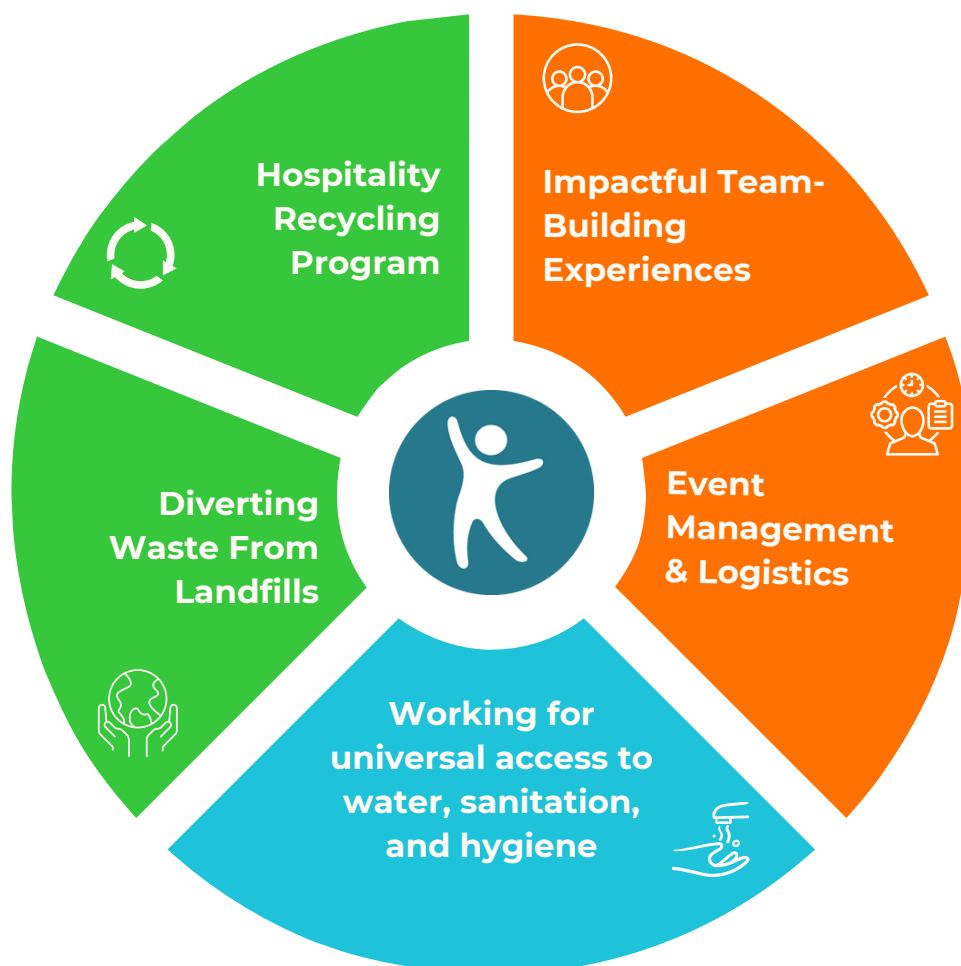 Hospitality
Recycling
Program
Impactful Team-
Building
Experiences
Event
Management
& Logistics
Working for
universal access to
water, sanitation,
and hygiene
Diverting
Waste From
Landfills